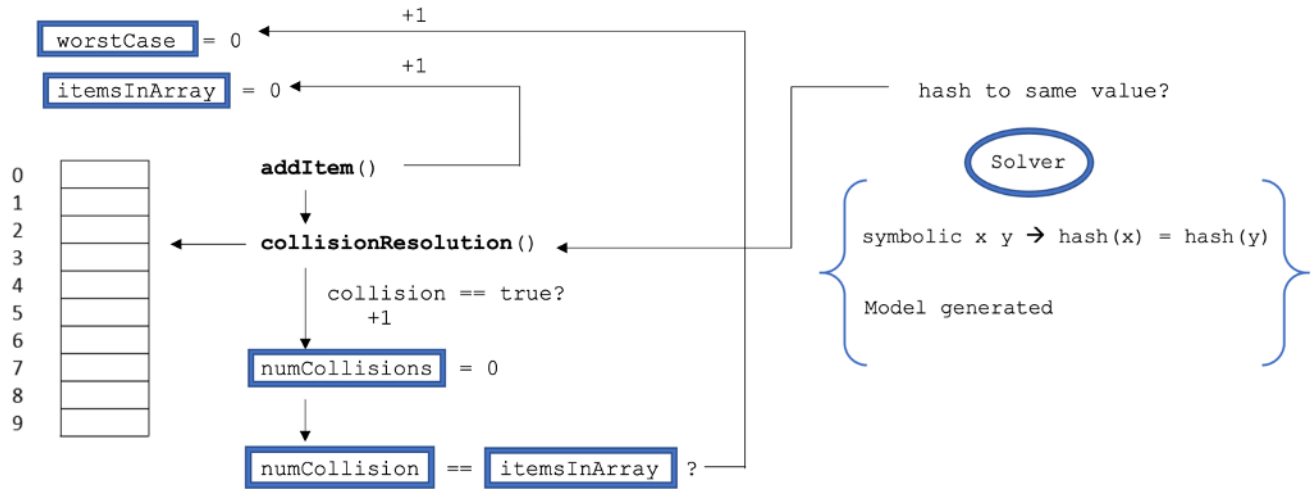 +1
worstCase = 0
+1
itemsInArray = 0
hash to same value?
Solver
addItem()
0
1
2
3
4
5
6
7
8
9
collisionResolution()
symbolic x y → hash(x) = hash(y)
collision == true?
+1
Model generated
numCollisions = 0
numCollision == itemsInArray ?